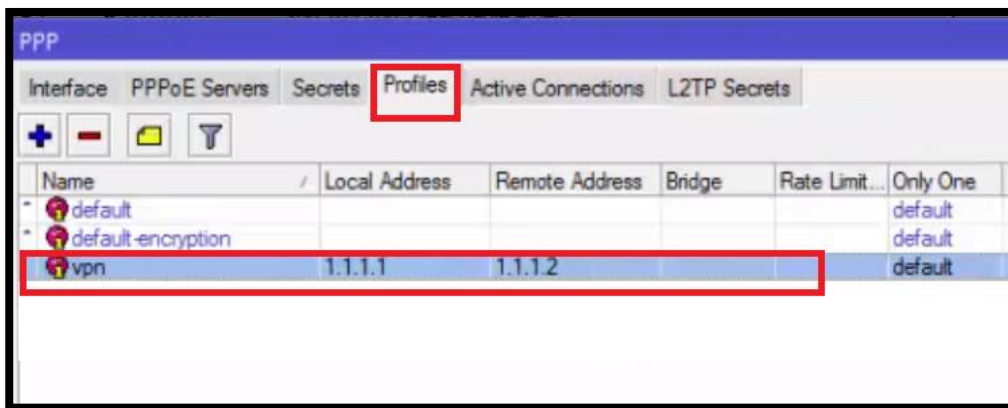 PPP
Interface PPPoE Servers Secrets Profiles Active Connections L2TP Secrets
Name Local Address Remote Address Bridge Rate Limit... Only One
default default
default-encryption default
vpn 1.1.1.1 1.1.1.2 default